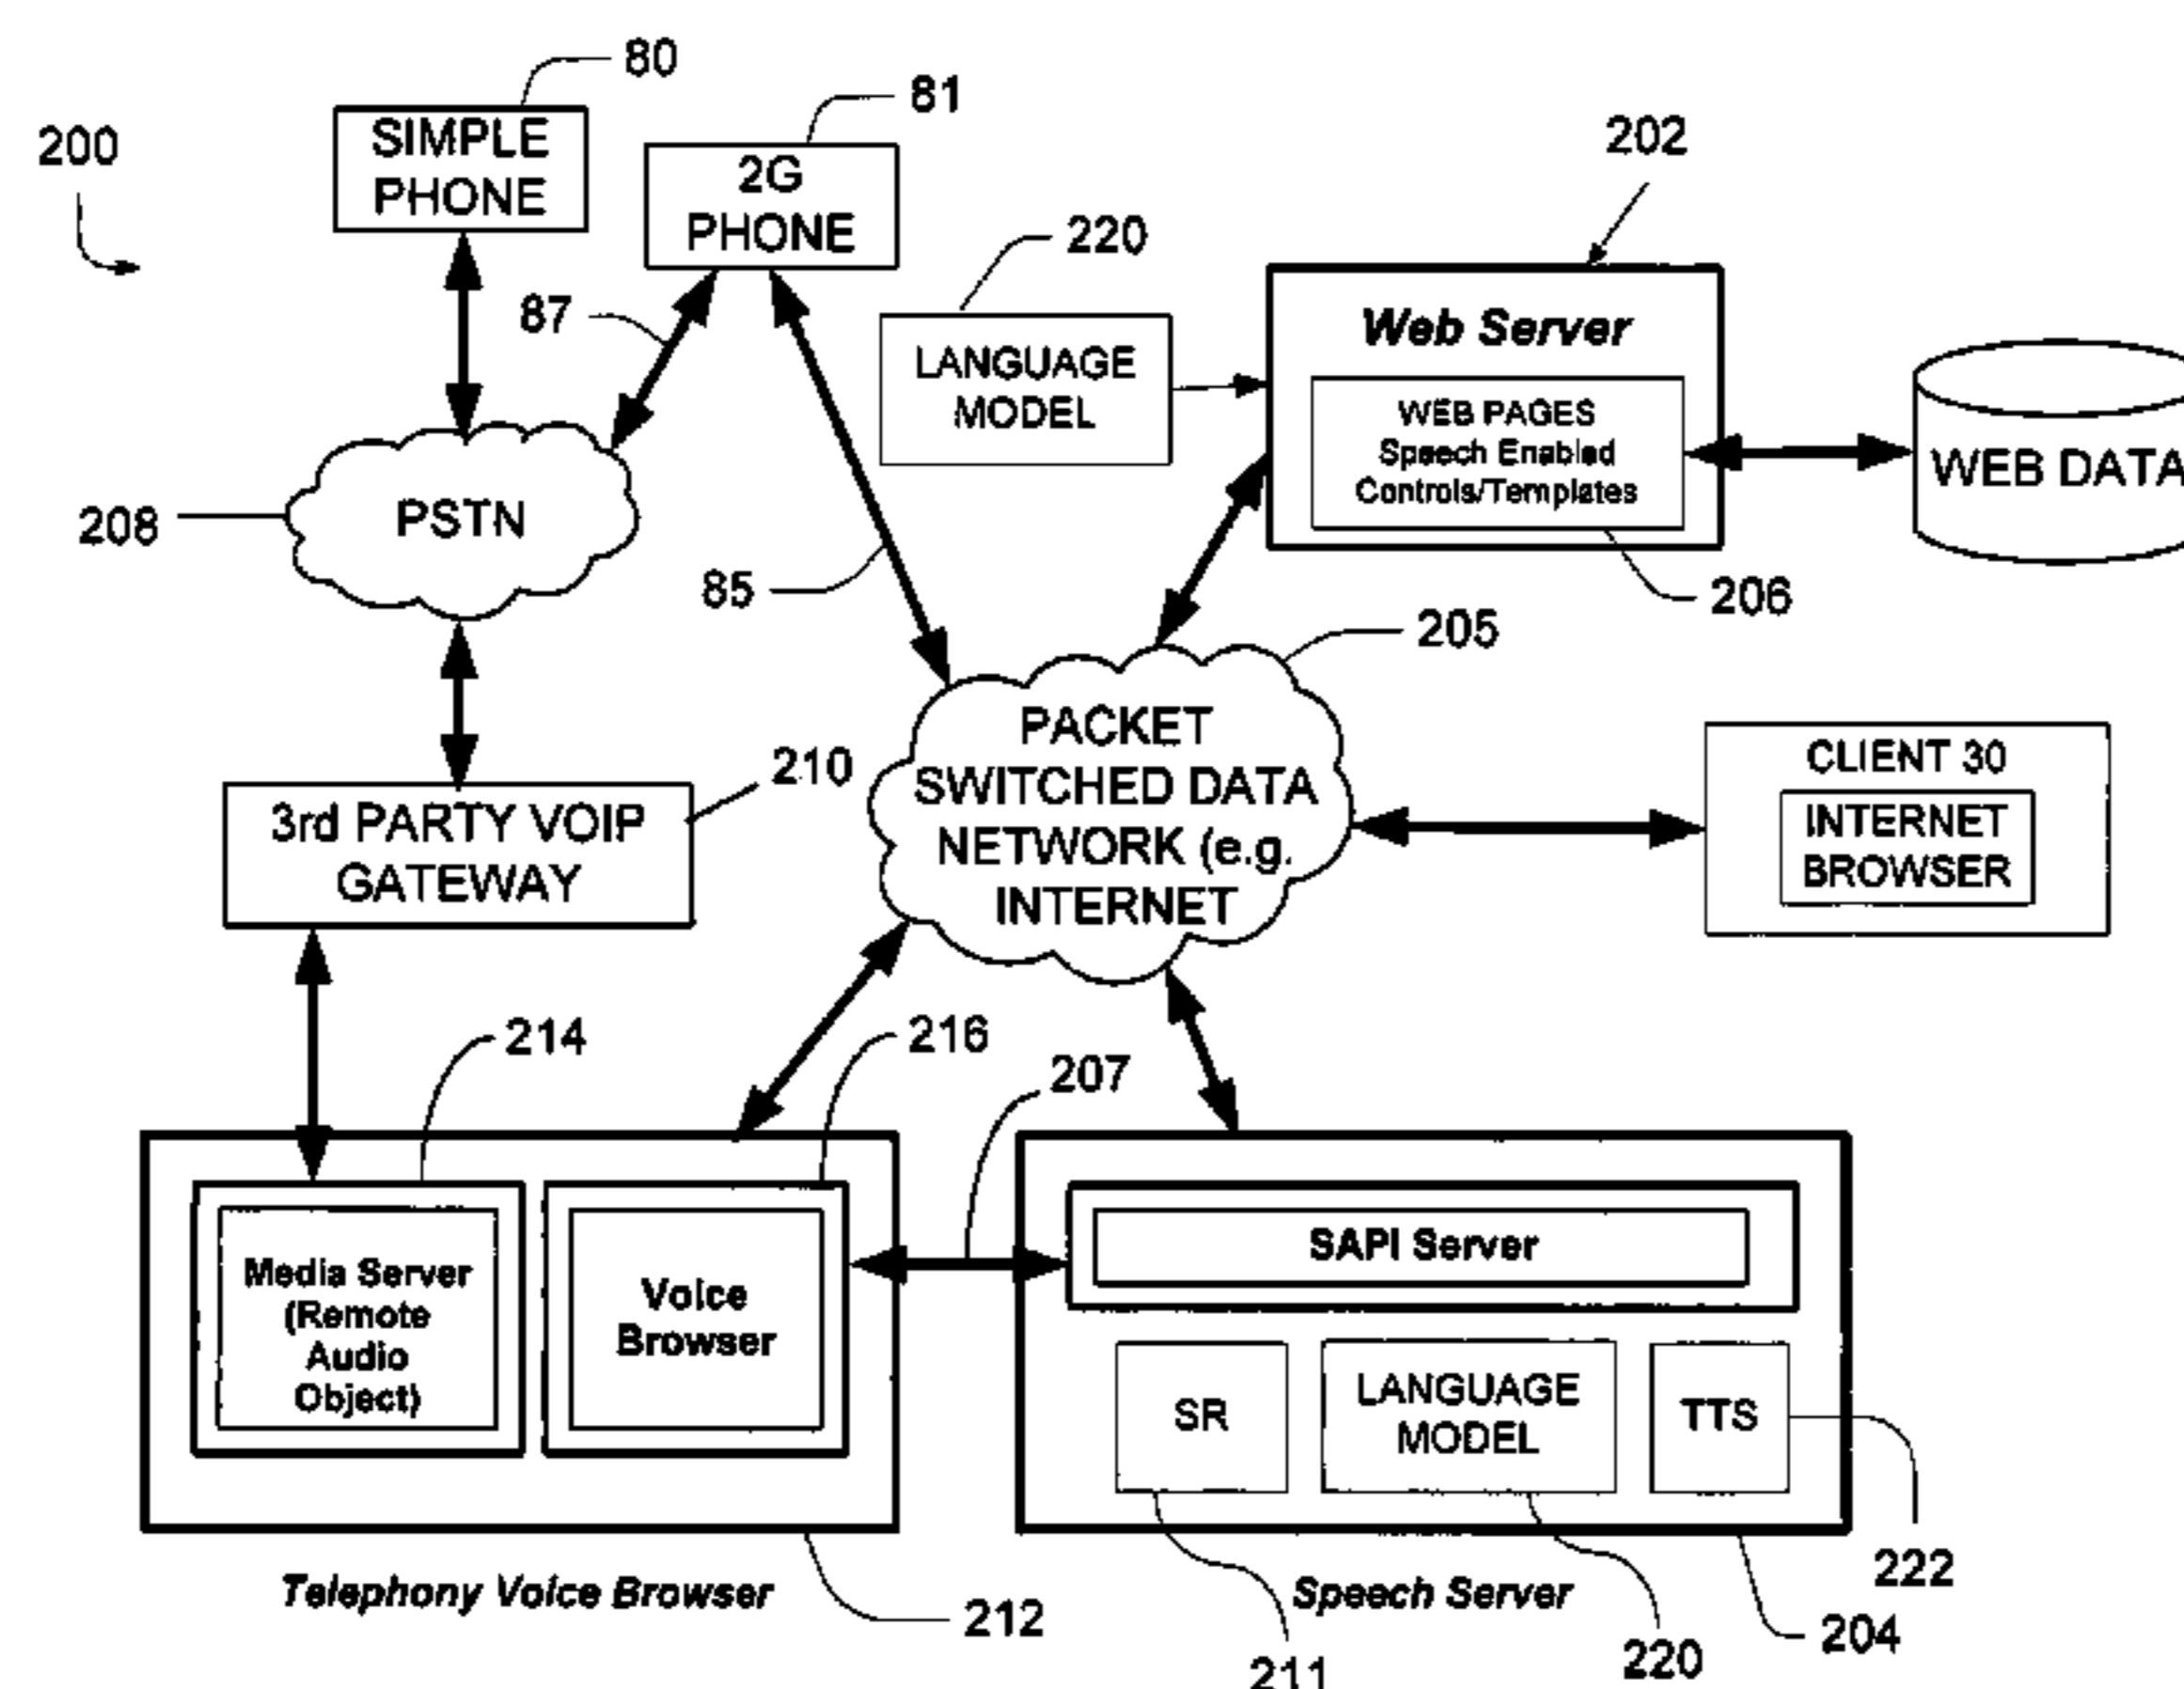 80
81
200
SIMPLE
PHONE
2G
PHONE
202
220
87
LANGUAGE
MODEL
Web Server
WEB PAGES
Speech Enabled
Controls/Templates
WEB DATA
208
PSTN
85
206
205
PACKET
SWITCHED DATA
NETWORK (e.g.
INTERNET
210
3rd PARTY VOIP
GATEWAY
CLIENT 30
INTERNET
BROWSER
214
216
207
Media Server
(Remote
Audio
Object)
Voice
Browser
SAPI Server
SR
LANGUAGE
MODEL
TTS
222
Telephony Voice Browser
212
Speech Server
204
211
220